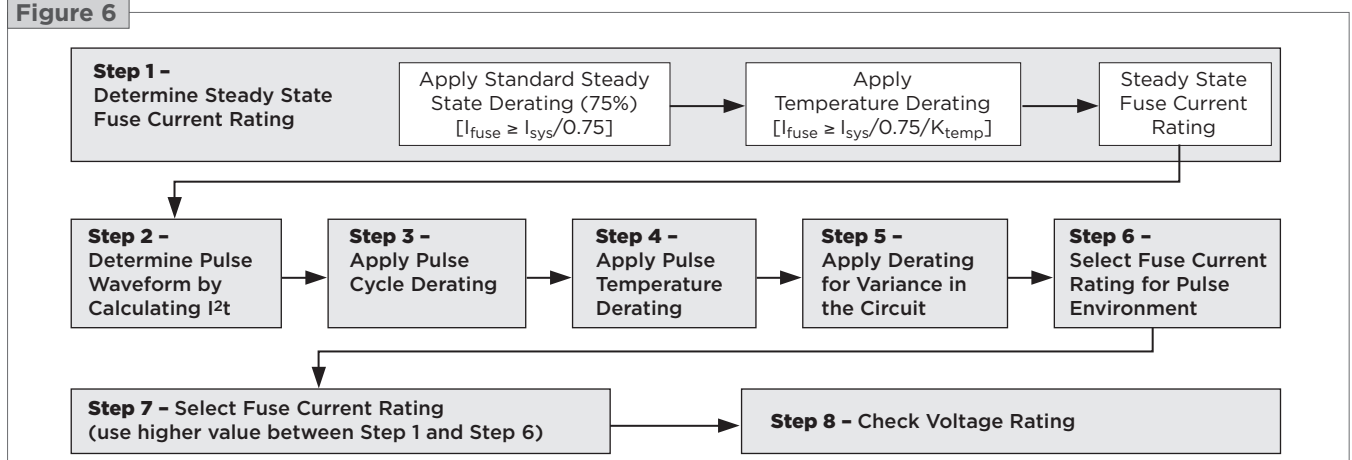 Figure 6
Step 1 –
Determine Steady State
Fuse Current Rating
Apply Standard Steady
State Derating (75%)
[Ifuse ≥ Isys/0.75]
Apply
Temperature Derating
[Ifuse ≥ Isys/0.75/Ktemp]
Steady State
Fuse Current
Rating
Step 2 –
Determine Pulse
Waveform by
Calculating I²t
Step 3 –
Apply Pulse
Cycle Derating
Step 4 –
Apply Pulse
Temperature
Derating
Step 5 –
Apply Derating
for Variance in
the Circuit
Step 6 –
Select Fuse Current
Rating for Pulse
Environment
Step 7 – Select Fuse Current Rating
(use higher value between Step 1 and Step 6)
Step 8 – Check Voltage Rating